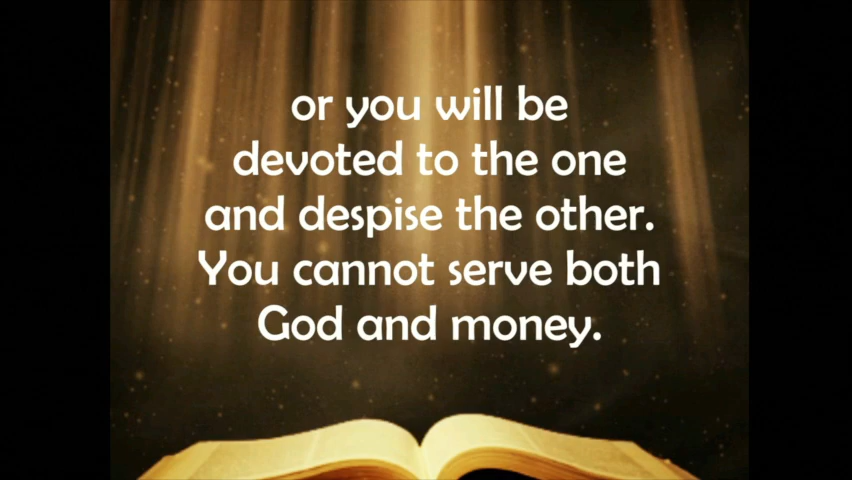 or you will be
devoted to the one
and despise the other.
You cannot serve both
God and money.